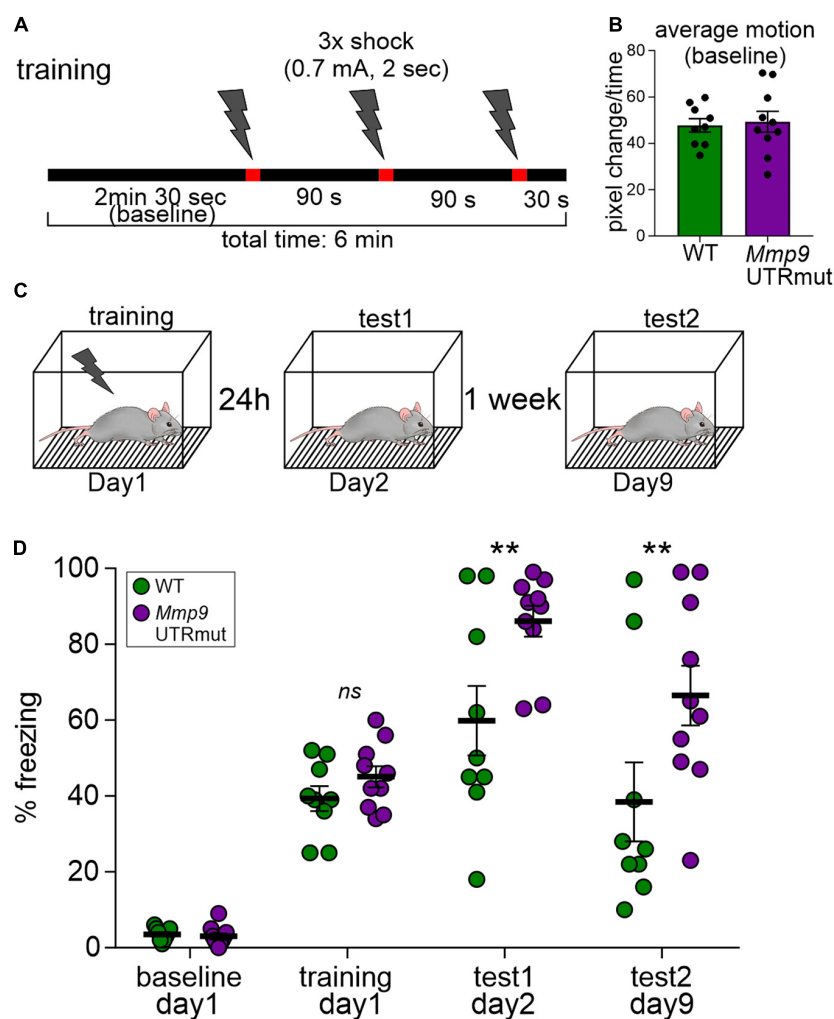 A
training
3x shock
(0.7 mA, 2 sec)
2min 30 sec
(baseline)
90 s
90 s
30 s
total time: 6 min
B
average motion
(baseline)
pixel change/time
80
60
40
20
0
WT
Mmp9
UTRmut
C
training
test1
test2
24h
1 week
Day1
Day2
Day9
D
% freezing
100
80
60
40
20
0
WT
Mmp9
UTRmut
ns
**
**
baseline
day1
training
day1
test1
day2
test2
day9